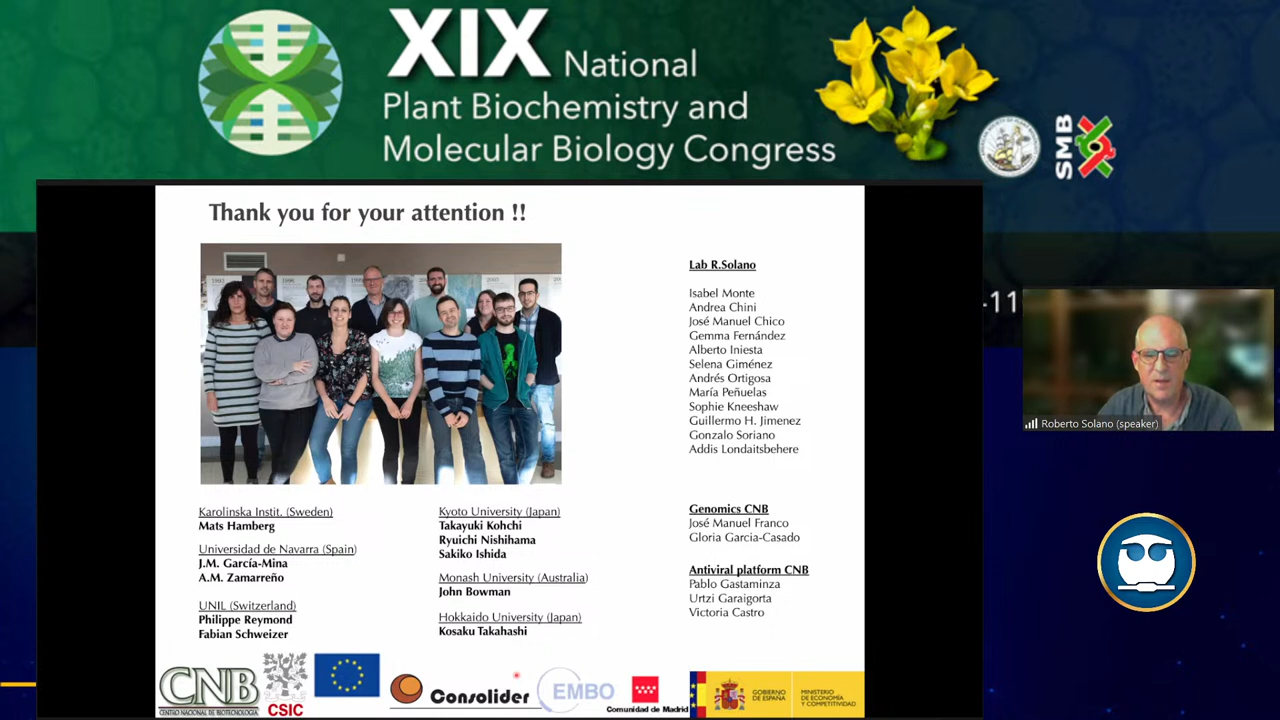 XIX National
Plant Biochemistry and
Molecular Biology Congress
SMB
Thank you for your attention !!
Lab R.Solano
Isabel Monte
Andrea Chini
José Manuel Chico
Gemma Fernández
Alberto Iniesta
Selena Giménez
Andrés Ortigosa
María Peñuelas
Sophie Kneeshaw
Guillermo H. Jimenez
Gonzalo Soriano
Addis Londaitsbehere
-11
Roberto Solano (speaker)
Karolinska Instit. (Sweden)
Mats Hamberg
Universidad de Navarra (Spain)
J.M. García-Mina
A.M. Zamarreño
UNIL (Switzerland)
Philippe Reymond
Fabian Schweizer
Kyoto University (Japan)
Takayuki Kohchi
Ryuichi Nishihama
Sakiko Ishida
Monash University (Australia)
John Bowman
Hokkaido University (Japan)
Kosaku Takahashi
Genomics CNB
José Manuel Franco
Gloria Garcia-Casado
Antiviral platform CNB
Pablo Gastaminza
Urtzi Garaigorta
Victoria Castro
CNB
CENTRO NACIONAL DE BIOTECNOLOGIA
CSIC
Consolider
EMBO
Comunidad de Madrid
GOBIERNO
DE ESPAÑA
MINISTERIO
DE ECONOMÍA
Y COMPETITIVIDAD